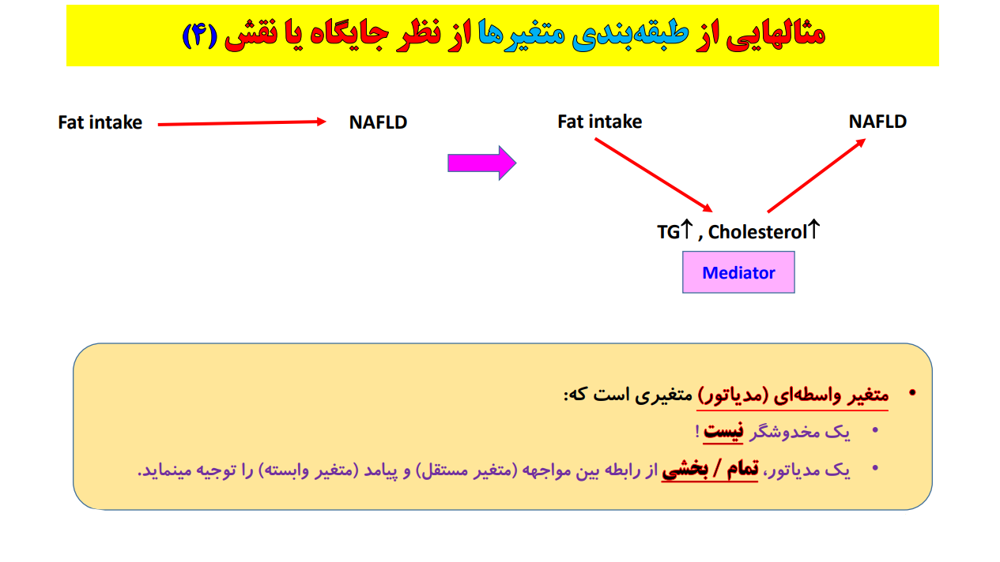 مثالهایی از طبقه‌بندی متغیرها از نظر جایگاه یا نقش (۴)
Fat intake
NAFLD
Fat intake
NAFLD
TG↑ , Cholesterol↑
Mediator
• متغیر واسطه‌ای (مدیاتور) متغیری است که:
• یک مخدوشگر نیست !
• یک مدیاتور، تمام / بخشی از رابطه بین مواجهه (متغیر مستقل) و پیامد (متغیر وابسته) را توجیه مینماید.